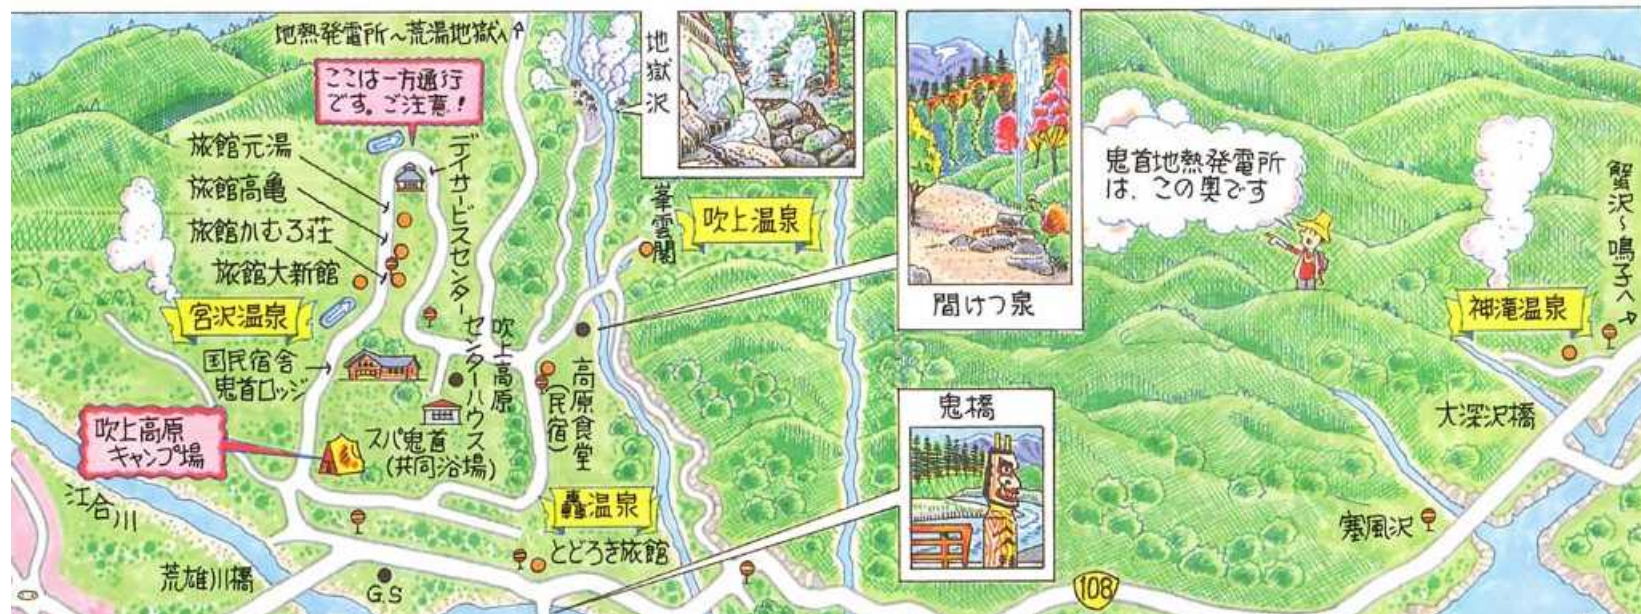 地熱発電所〜荒湯地獄へ
ここは一方通行
です。ご注意!
旅館元湯
旅館高亀
旅館かむろ荘
旅館大新館
デイサービスセンター
宮沢温泉
国民宿舎
鬼首ロッジ
吹上高原
キャンプ場
吹上高原
センターハウス
スパ鬼首
(共同浴場)
高原食堂
(民宿)
轟温泉
とどろき旅館
江合川
荒雄川橋
G.S
地獄沢
峯雲閣
吹上温泉
間けつ泉
鬼橋
鬼首地熱発電所
は、この奥です
蟹沢〜鳴子へ
神滝温泉
大深沢橋
寒風沢
108